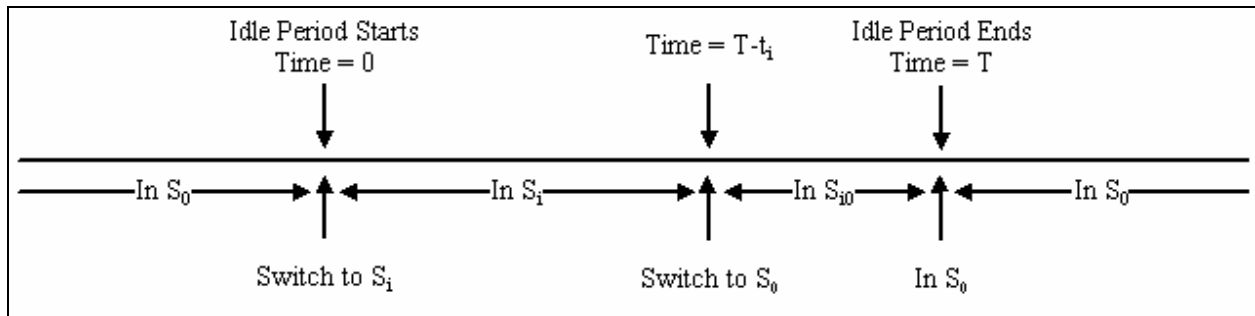 Idle Period Starts
Time = 0
Time = T-tᵢ
Idle Period Ends
Time = T
In S₀
In Sᵢ
In Sᵢ₀
In S₀
Switch to Sᵢ
Switch to S₀
In S₀